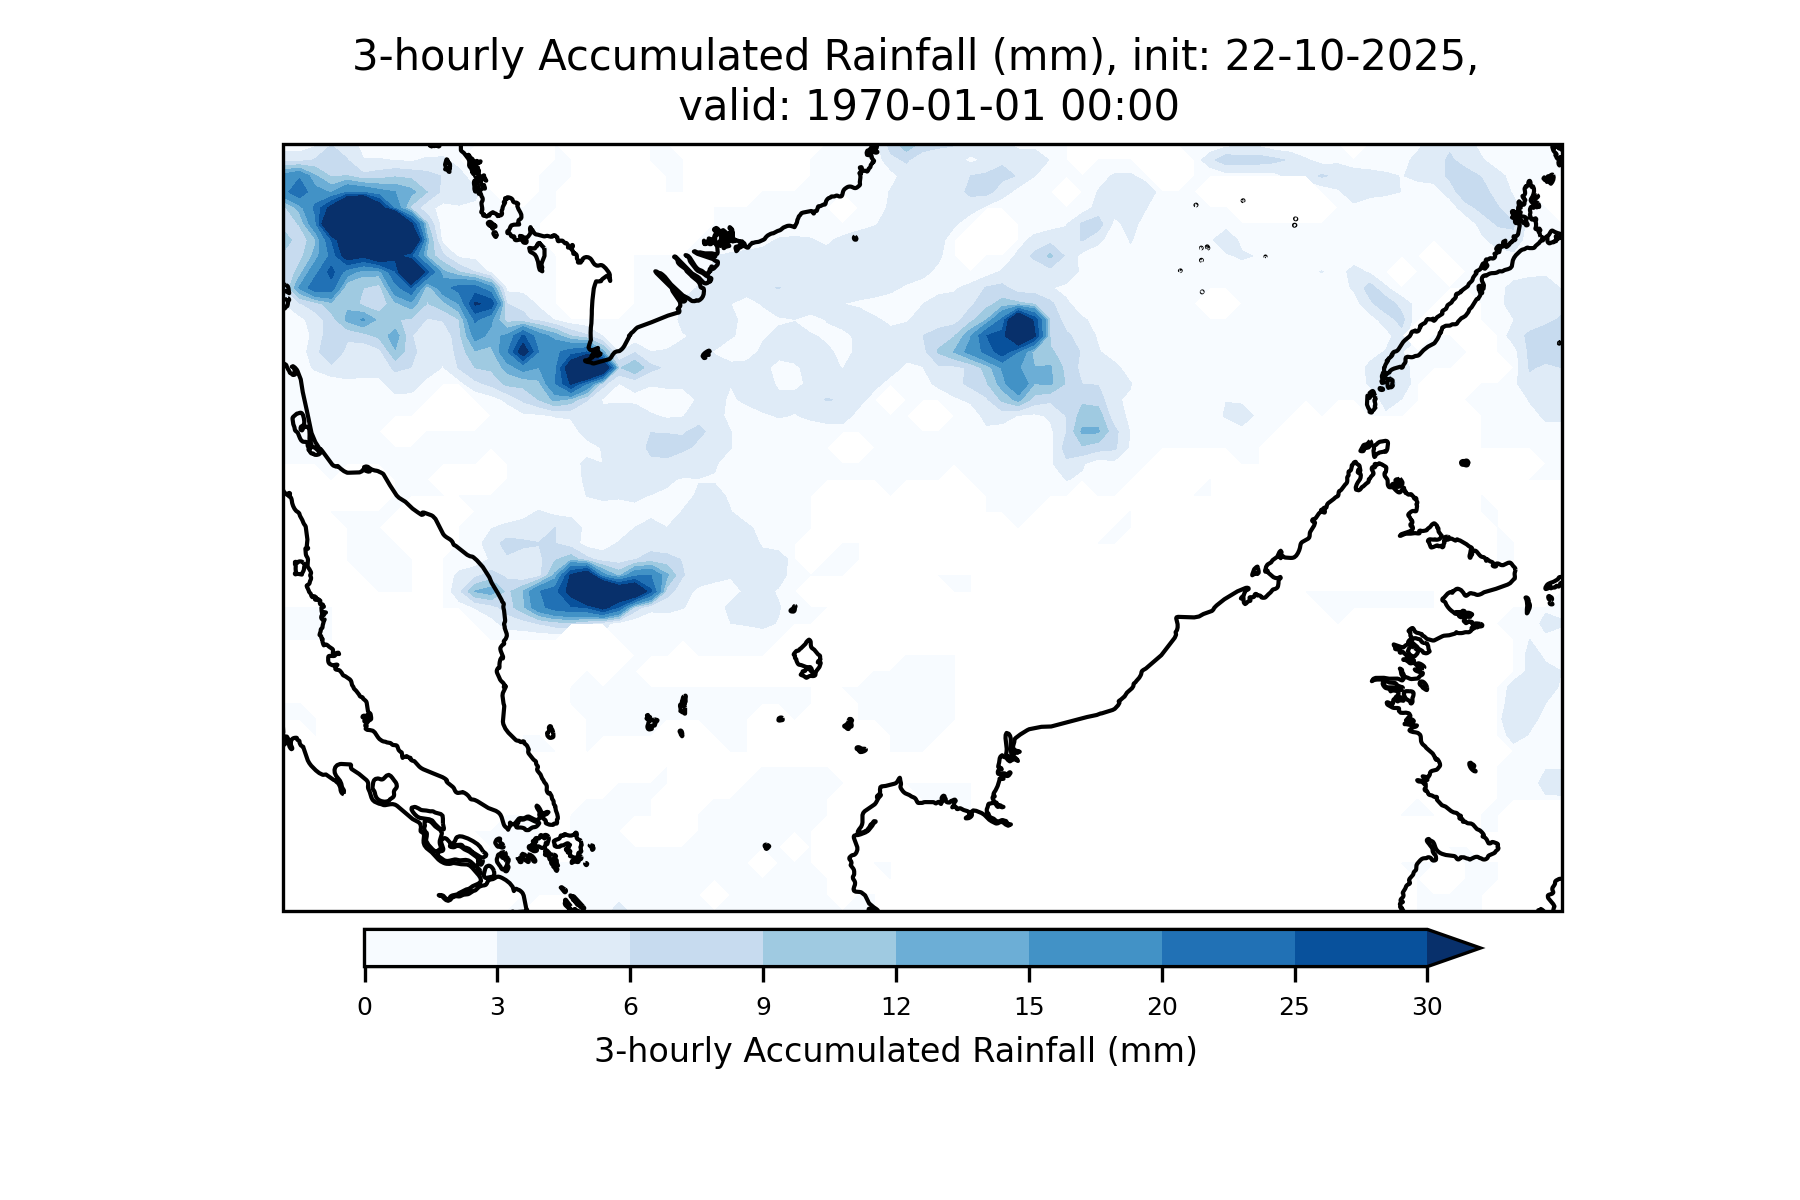 3-hourly Accumulated Rainfall (mm), init: 22-10-2025,
valid: 1970-01-01 00:00
0 3 6 9 12 15 20 25 30
3-hourly Accumulated Rainfall (mm)